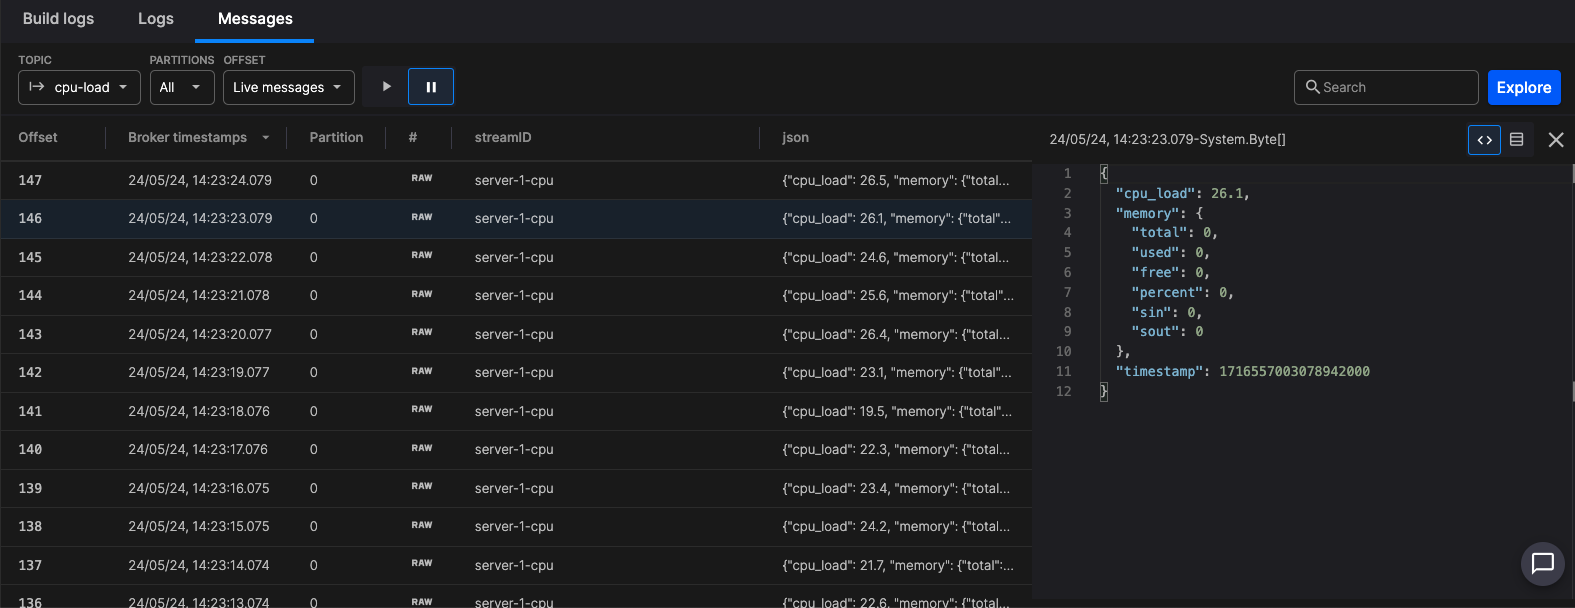 Build logs Logs Messages
TOPIC PARTITIONS OFFSET
cpu-load All Live messages Search Explore
Offset Broker timestamps Partition # streamID json
147 24/05/24, 14:23:24.079 0 RAW server-1-cpu {"cpu_load": 26.5, "memory": {"total...
146 24/05/24, 14:23:23.079 0 RAW server-1-cpu {"cpu_load": 26.1, "memory": {"total"...
145 24/05/24, 14:23:22.078 0 RAW server-1-cpu {"cpu_load": 24.6, "memory": {"total...
144 24/05/24, 14:23:21.078 0 RAW server-1-cpu {"cpu_load": 25.6, "memory": {"total"...
143 24/05/24, 14:23:20.077 0 RAW server-1-cpu {"cpu_load": 26.4, "memory": {"total...
142 24/05/24, 14:23:19.077 0 RAW server-1-cpu {"cpu_load": 23.1, "memory": {"total"...
141 24/05/24, 14:23:18.076 0 RAW server-1-cpu {"cpu_load": 19.5, "memory": {"total"...
140 24/05/24, 14:23:17.076 0 RAW server-1-cpu {"cpu_load": 22.3, "memory": {"total...
139 24/05/24, 14:23:16.075 0 RAW server-1-cpu {"cpu_load": 23.4, "memory": {"total...
138 24/05/24, 14:23:15.075 0 RAW server-1-cpu {"cpu_load": 24.2, "memory": {"total...
137 24/05/24, 14:23:14.074 0 RAW server-1-cpu {"cpu_load": 21.7, "memory": {"total":...
136 24/05/24, 14:23:13.074 0 RAW server-1-cpu {"cpu_load": 22.6, "memory": {"total...
24/05/24, 14:23:23.079-System.Byte[] <>
1 {
2 "cpu_load": 26.1,
3 "memory": {
4 "total": 0,
5 "used": 0,
6 "free": 0,
7 "percent": 0,
8 "sin": 0,
9 "sout": 0
10 },
11 "timestamp": 1716557003078942000
12 }